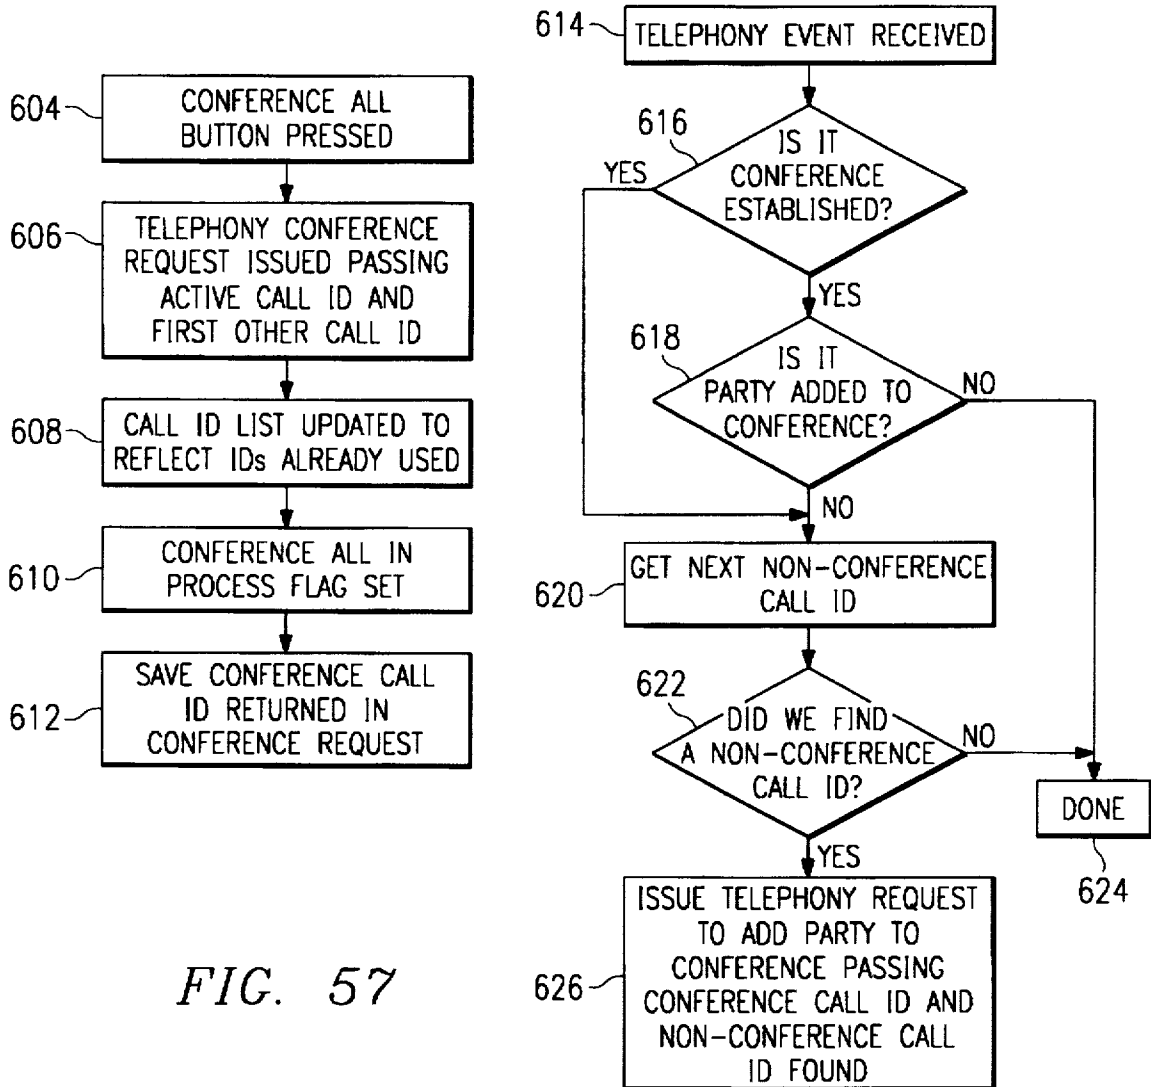 604
CONFERENCE ALL
BUTTON PRESSED
606
TELEPHONY CONFERENCE
REQUEST ISSUED PASSING
ACTIVE CALL ID AND
FIRST OTHER CALL ID
608
CALL ID LIST UPDATED TO
REFLECT IDs ALREADY USED
610
CONFERENCE ALL IN
PROCESS FLAG SET
612
SAVE CONFERENCE CALL
ID RETURNED IN
CONFERENCE REQUEST
614
TELEPHONY EVENT RECEIVED
616
IS IT
CONFERENCE
ESTABLISHED?
YES
YES
618
IS IT
PARTY ADDED TO
CONFERENCE?
NO
NO
620
GET NEXT NON-CONFERENCE
CALL ID
622
DID WE FIND
A NON-CONFERENCE
CALL ID?
NO
YES
DONE
624
626
ISSUE TELEPHONY REQUEST
TO ADD PARTY TO
CONFERENCE PASSING
CONFERENCE CALL ID AND
NON-CONFERENCE CALL
ID FOUND
FIG. 57